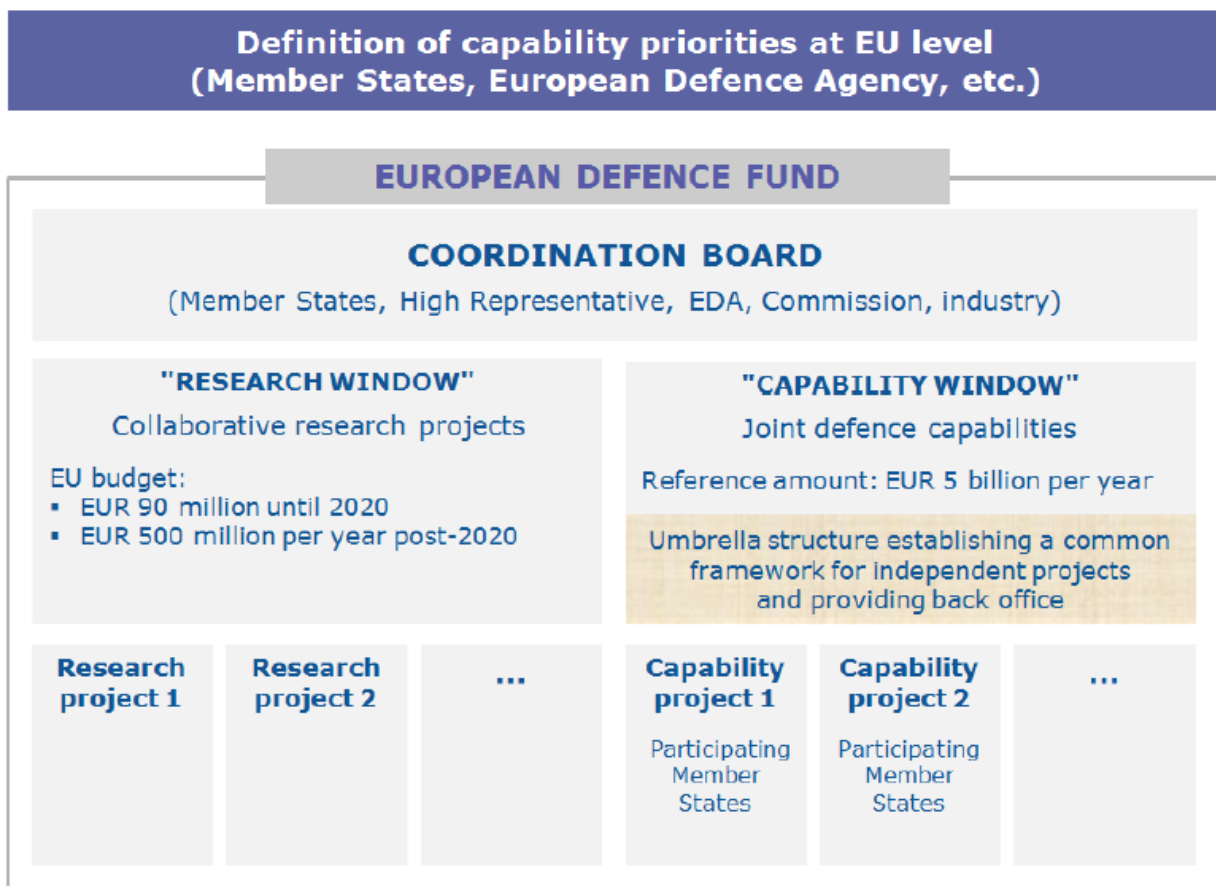 Definition of capability priorities at EU level
(Member States, European Defence Agency, etc.)
EUROPEAN DEFENCE FUND
COORDINATION BOARD
(Member States, High Representative, EDA, Commission, industry)
"RESEARCH WINDOW"
Collaborative research projects
EU budget:
▪ EUR 90 million until 2020
▪ EUR 500 million per year post-2020
"CAPABILITY WINDOW"
Joint defence capabilities
Reference amount: EUR 5 billion per year
Umbrella structure establishing a common
framework for independent projects
and providing back office
Research
project 1
Research
project 2
...
Capability
project 1
Participating
Member
States
Capability
project 2
Participating
Member
States
...